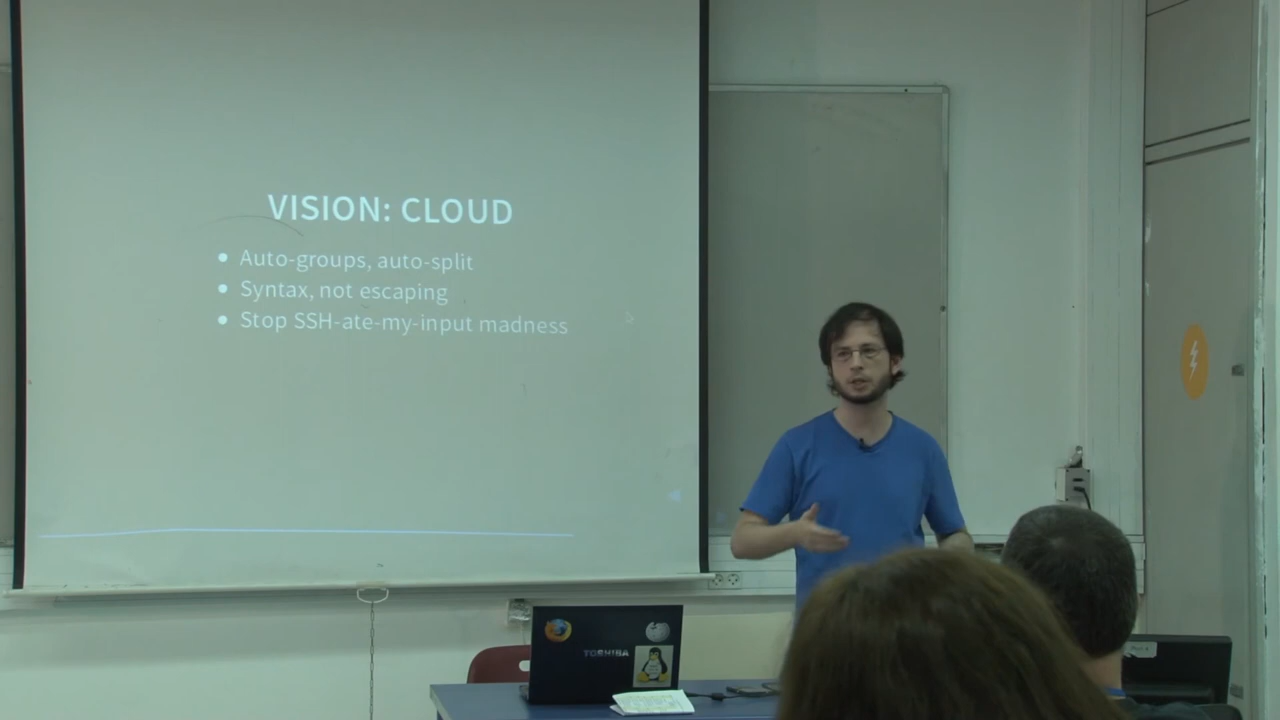 VISION: CLOUD
Auto-groups, auto-split
Syntax, not escaping
Stop SSH-ate-my-input madness
TOSHIBA